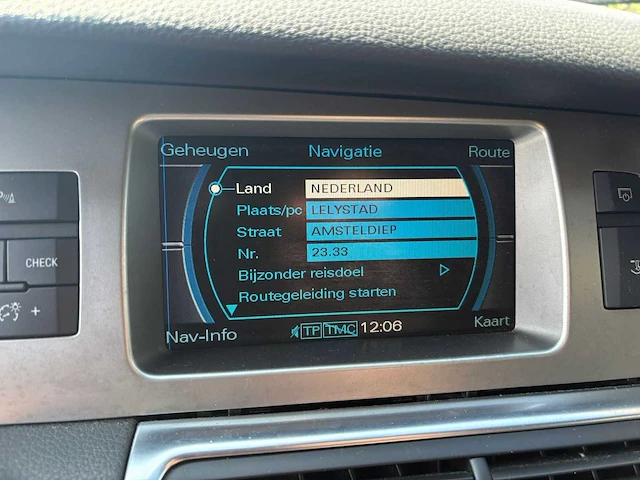 Geheugen Navigatie Route
Land NEDERLAND
Plaats/pc LELYSTAD
Straat AMSTELDIEP
Nr. 23.33
Bijzonder reisdoel
Routegeleiding starten
Nav-Info TP TMC 12:06 Kaart
CHECK